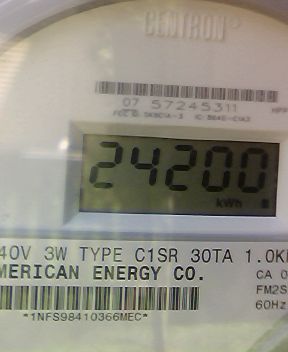 CENTRON®
07 57245311
24200
kWh
40V 3W TYPE C1SR 30TA 1.0K
MERICAN ENERGY CO.
CA 0
FM2S
60Hz
*1NFS98410366MEC*